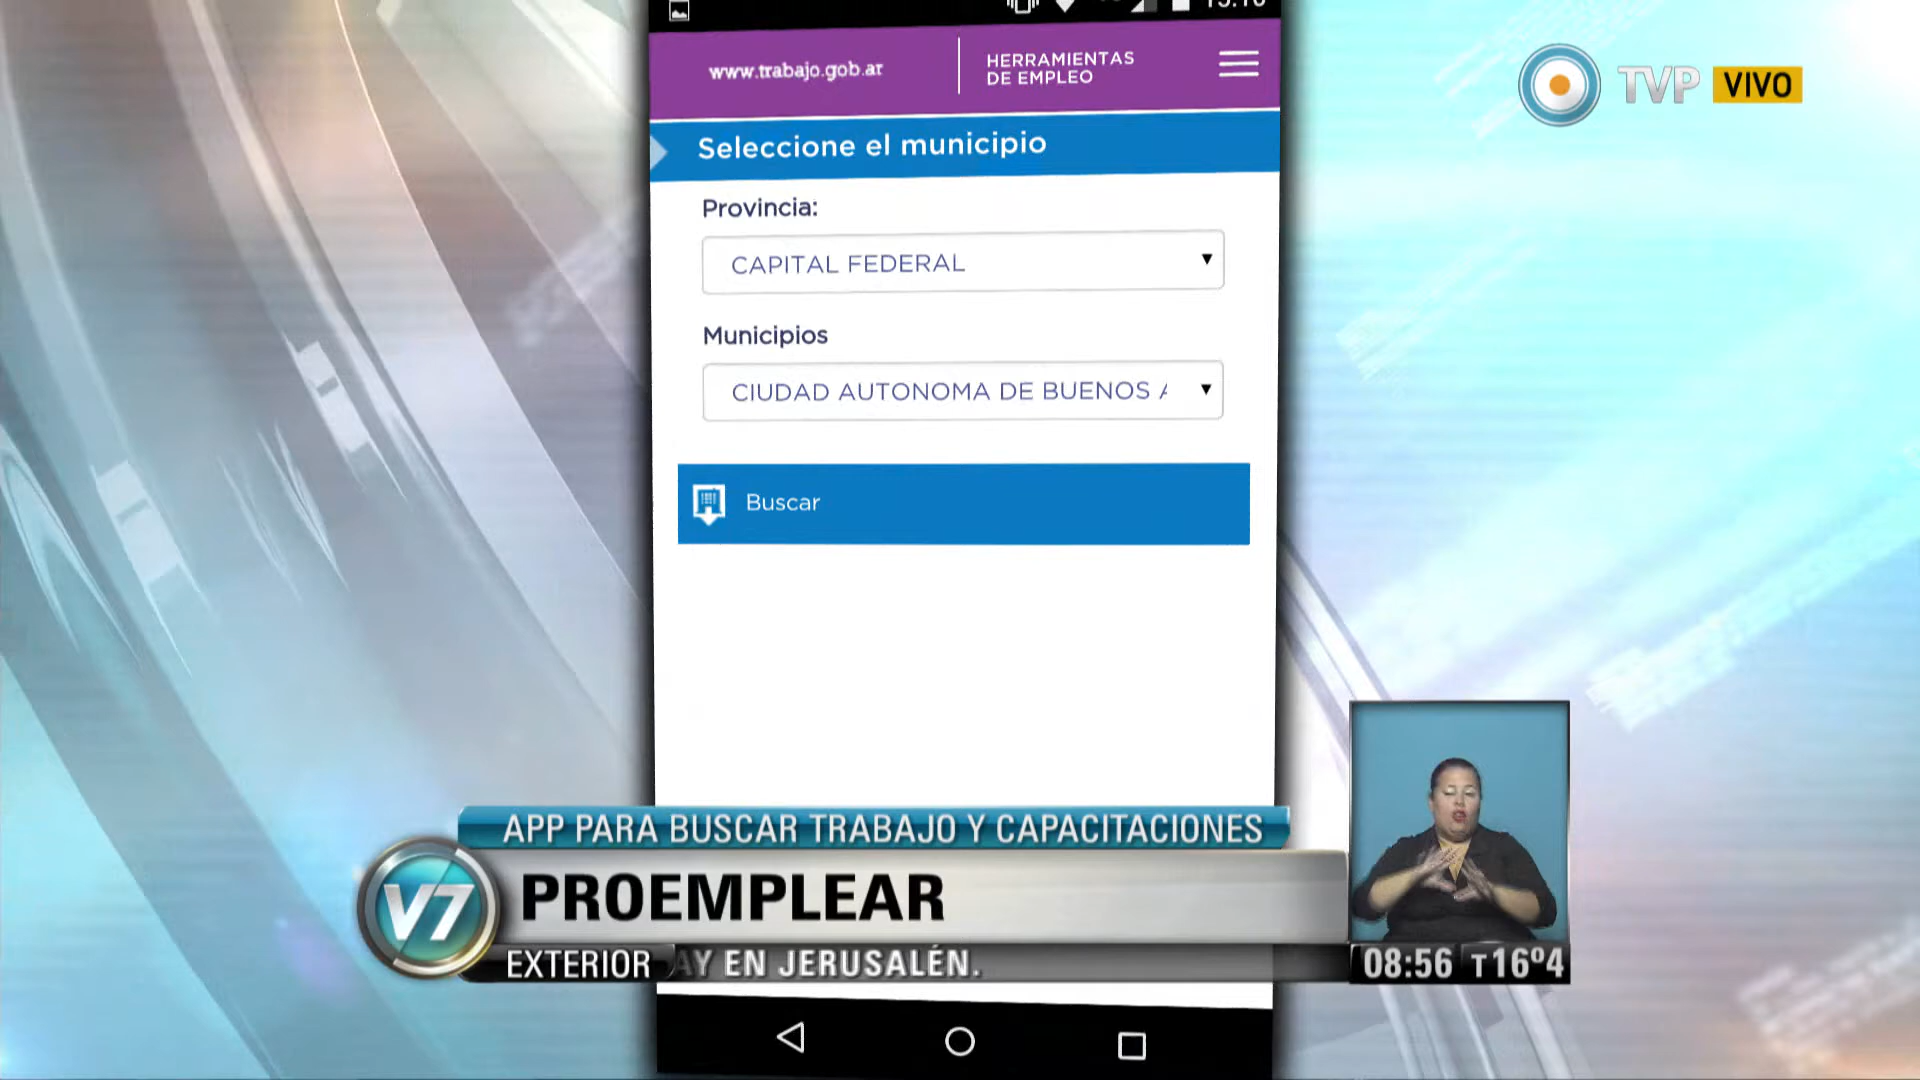 www.trabajo.gob.ar
HERRAMIENTAS
DE EMPLEO
TVP VIVO
Seleccione el municipio
Provincia:
CAPITAL FEDERAL
Municipios
CIUDAD AUTONOMA DE BUENOS
Buscar
APP PARA BUSCAR TRABAJO Y CAPACITACIONES
V7
PROEMPLEAR
EXTERIOR AY EN JERUSALÉN.
08:56 T16º4